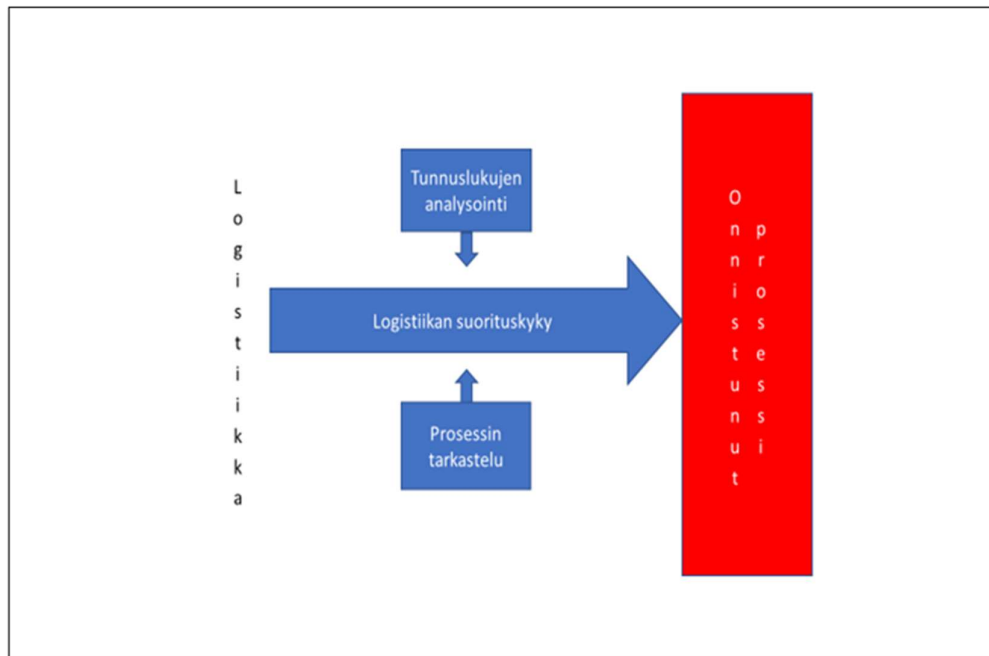 Logistiikka
Tunnuslukujen
analysointi
Logistiikan suorituskyky
Prosessin
tarkastelu
Onnistunut
prosessi